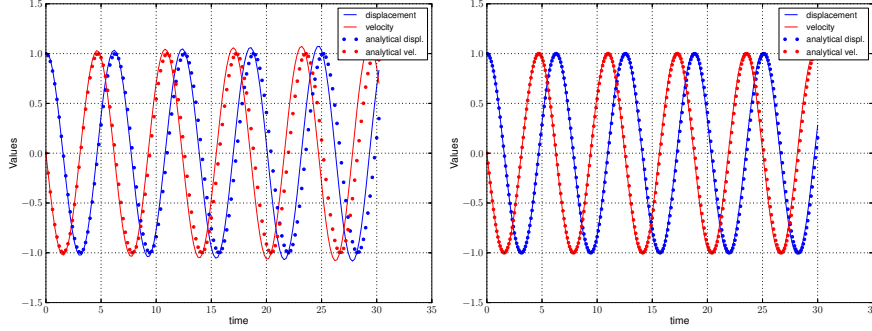 1.5
1.0
0.5
0.0
−0.5
−1.0
−1.5
Values
0 5 10 15 20 25 30 35
time
displacement
velocity
analytical displ.
analytical vel.
1.5
1.0
0.5
0.0
−0.5
−1.0
−1.5
Values
0 5 10 15 20 25 30 35
time
displacement
velocity
analytical displ.
analytical vel.